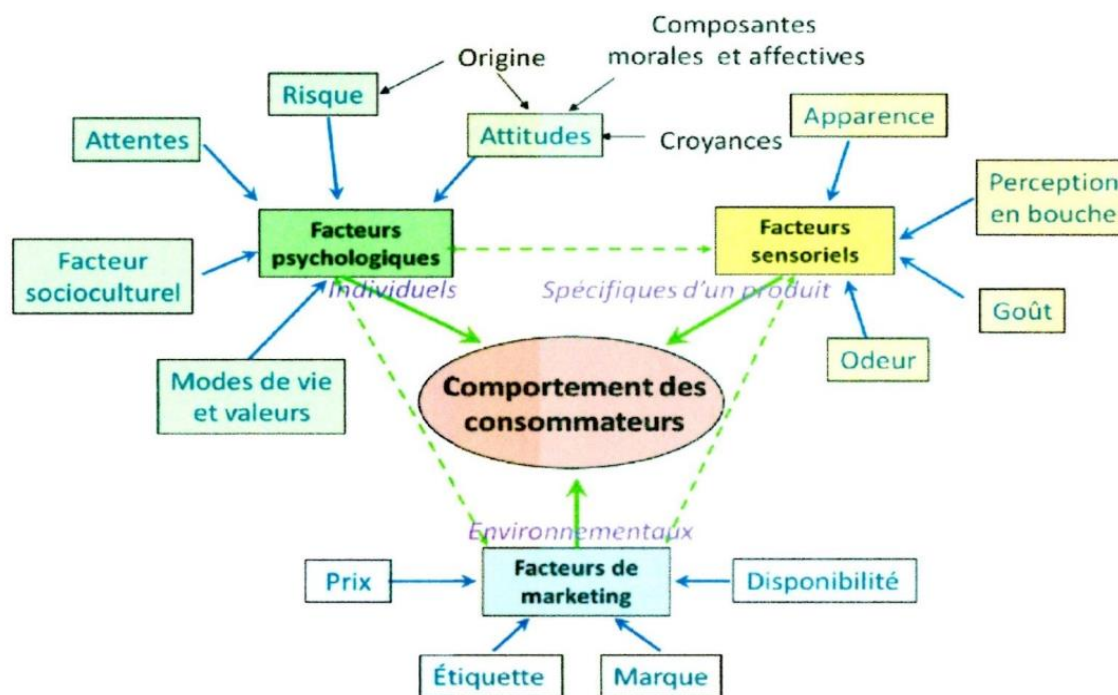 Composantes
morales et affectives
Origine
Risque
Attitudes
Croyances
Attentes
Apparence
Perception
en bouche
Facteurs
psychologiques
Facteurs
sensoriels
Facteur
socioculturel
Individuels
Spécifiques d'un produit
Goût
Odeur
Modes de vie
et valeurs
Comportement des
consommateurs
Environnementaux
Prix
Facteurs de
marketing
Disponibilité
Étiquette
Marque